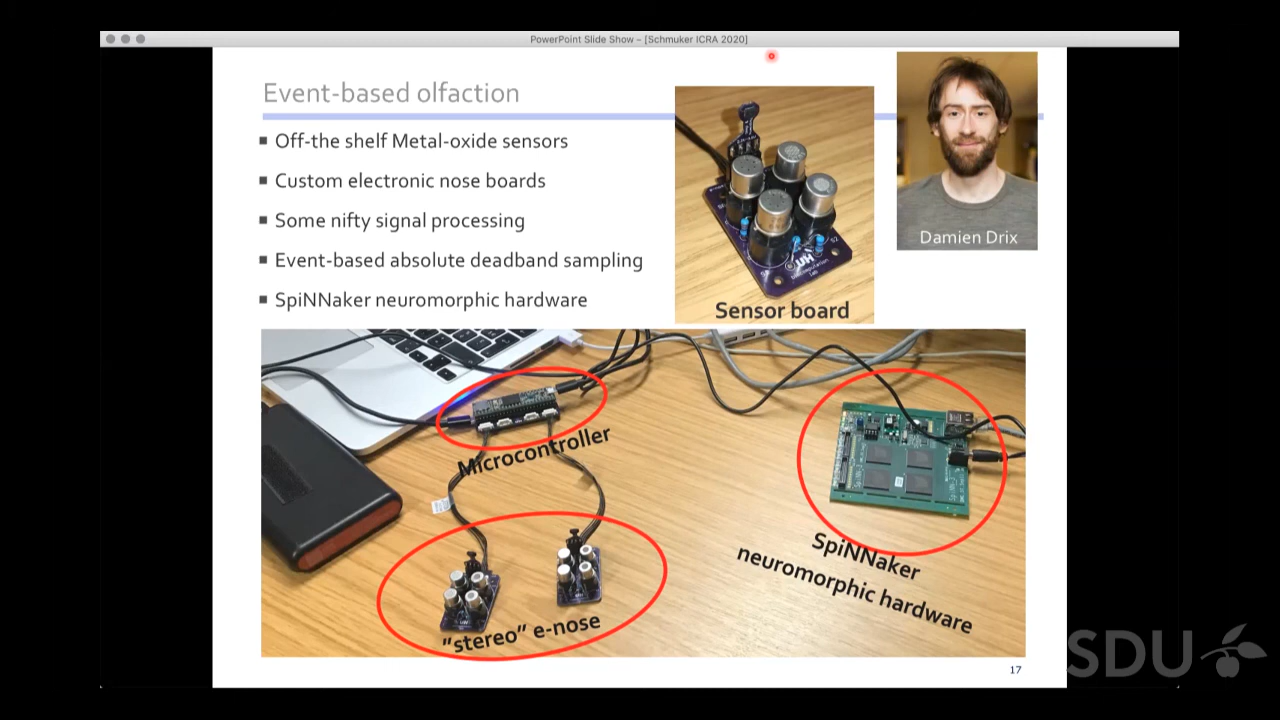 PowerPoint Slide Show – [Schmuker ICRA 2020]
Event-based olfaction
Off-the shelf Metal-oxide sensors
Custom electronic nose boards
Some nifty signal processing
Event-based absolute deadband sampling
SpiNNaker neuromorphic hardware
Sensor board
Damien Drix
Microcontroller
"stereo" e-nose
SpiNNaker
neuromorphic hardware
17
SDU